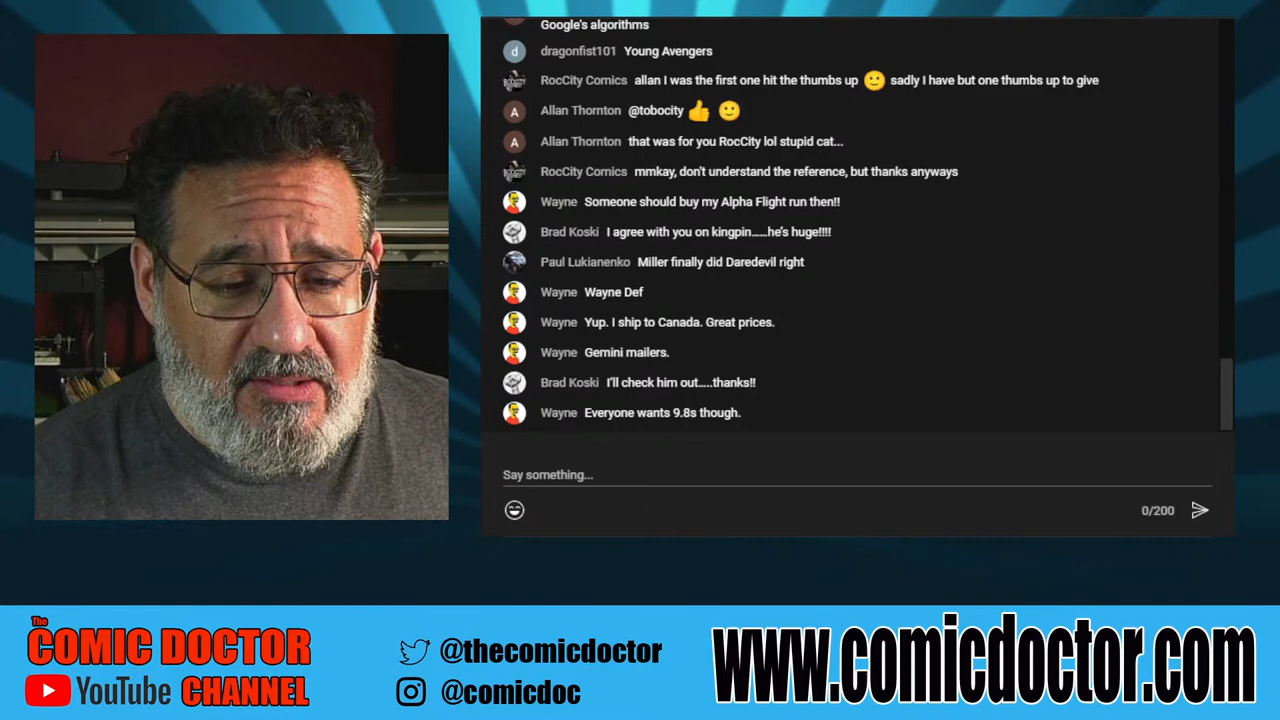 Google's algorithms
d dragonfist101 Young Avengers
RocCity Comics allan I was the first one hit the thumbs up 🙂 sadly I have but one thumbs up to give
A Allan Thornton @tobocity 👍 🙂
A Allan Thornton that was for you RocCity lol stupid cat...
RocCity Comics mmkay, don't understand the reference, but thanks anyways
Wayne Someone should buy my Alpha Flight run then!!
Brad Koski I agree with you on kingpin......he's huge!!!!
Paul Lukianenko Miller finally did Daredevil right
Wayne Wayne Def
Wayne Yup. I ship to Canada. Great prices.
Wayne Gemini mailers.
Brad Koski I'll check him out.....thanks!!
Wayne Everyone wants 9.8s though.
Say something...
0/200
The
COMIC DOCTOR
YouTube CHANNEL
@thecomicdoctor
@comicdoc
www.comicdoctor.com